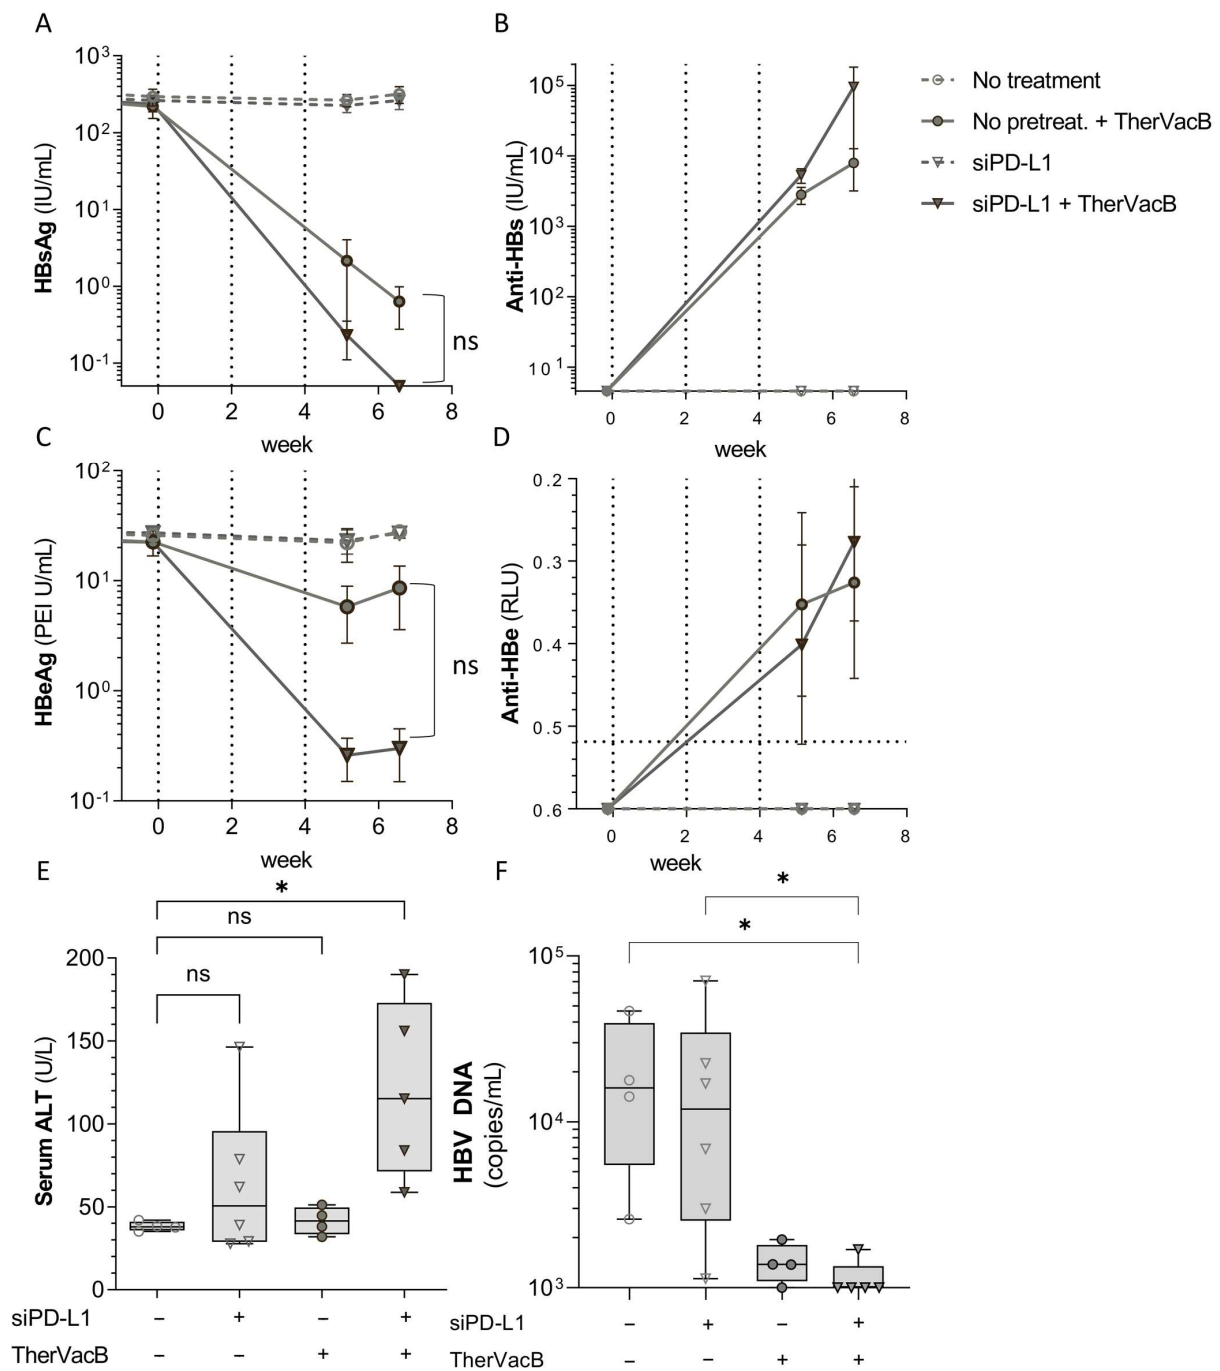 A
B
10³
10²
10¹
10⁰
10⁻¹
HBsAg (IU/mL)
0 2 4 6 8
week
ns
10⁵
10⁴
10³
10²
10¹
Anti-HBs (IU/mL)
0 2 4 6 8
week
No treatment
No pretreat. + TherVacB
siPD-L1
siPD-L1 + TherVacB
C
D
10²
10¹
10⁰
10⁻¹
HBeAg (PEI U/mL)
0 2 4 6 8
week
ns
0.2
0.3
0.4
0.5
0.6
Anti-HBe (RLU)
0 2 4 6 8
week
E
F
*
ns
ns
200
150
100
50
0
Serum ALT (U/L)
siPD-L1 − + − +
TherVacB − − + +
*
*
10⁵
10⁴
10³
HBV DNA
(copies/mL)
siPD-L1 − + − +
TherVacB − − + +